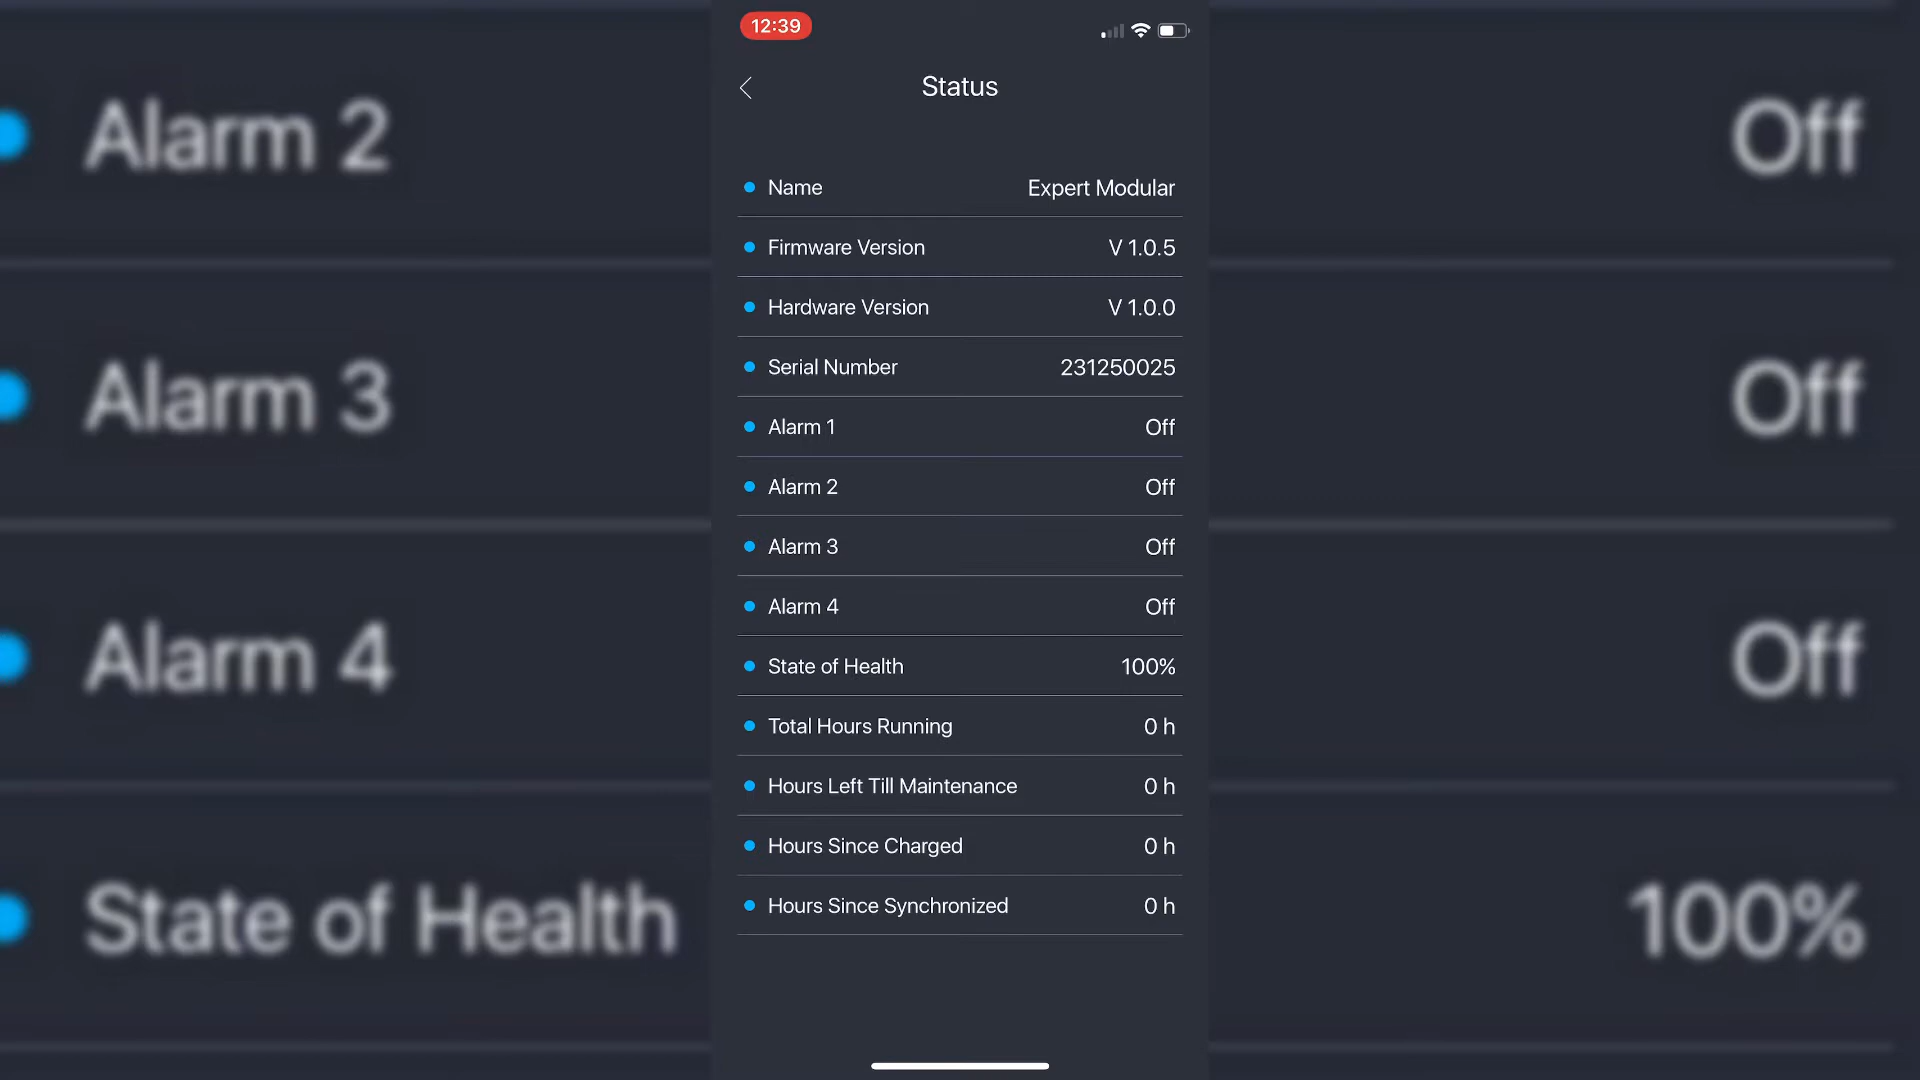 12:39
Status
Name Expert Modular
Firmware Version V 1.0.5
Hardware Version V 1.0.0
Serial Number 231250025
Alarm 1 Off
Alarm 2 Off
Alarm 3 Off
Alarm 4 Off
State of Health 100%
Total Hours Running 0 h
Hours Left Till Maintenance 0 h
Hours Since Charged 0 h
Hours Since Synchronized 0 h
Alarm 2 Off
Alarm 3 Off
Alarm 4 Off
State of Health 100%